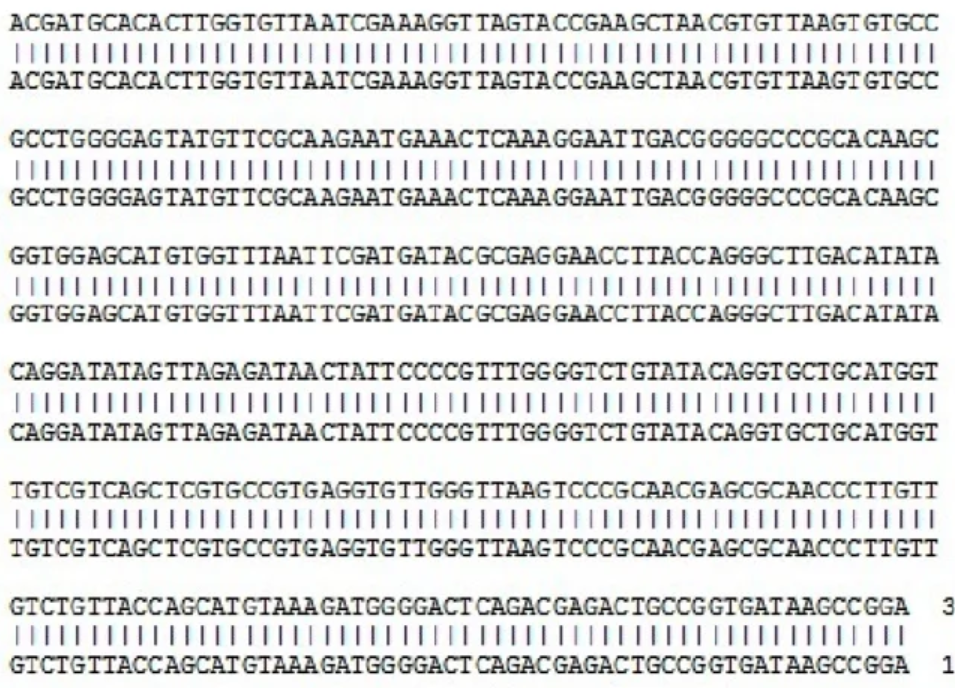 ACGATGCACACTTGGTGTTAATCGAAAGGTTAGTACCGAAGCTAACGTGTTAAGTGTGCC
||||||||||||||||||||||||||||||||||||||||||||||||||||||||||||
ACGATGCACACTTGGTGTTAATCGAAAGGTTAGTACCGAAGCTAACGTGTTAAGTGTGCC
GCCTGGGGAGTATGTTCGCAAGAATGAAACTCAAAGGAATTGACGGGGGCCCGCACAAGC
||||||||||||||||||||||||||||||||||||||||||||||||||||||||||||
GCCTGGGGAGTATGTTCGCAAGAATGAAACTCAAAGGAATTGACGGGGGCCCGCACAAGC
GGTGGAGCATGTGGTTTAATTCGATGATACGCGAGGAACCTTACCAGGGCTTGACATATA
||||||||||||||||||||||||||||||||||||||||||||||||||||||||||||
GGTGGAGCATGTGGTTTAATTCGATGATACGCGAGGAACCTTACCAGGGCTTGACATATA
CAGGATATAGTTAGAGATAACTATTCCCCGTTTGGGGTCTGTATACAGGTGCTGCATGGT
||||||||||||||||||||||||||||||||||||||||||||||||||||||||||||
CAGGATATAGTTAGAGATAACTATTCCCCGTTTGGGGTCTGTATACAGGTGCTGCATGGT
TGTCGTCAGCTCGTGCCGTGAGGTGTTGGGTTAAGTCCCGCAACGAGCGCAACCCTTGTT
||||||||||||||||||||||||||||||||||||||||||||||||||||||||||||
TGTCGTCAGCTCGTGCCGTGAGGTGTTGGGTTAAGTCCCGCAACGAGCGCAACCCTTGTT
GTCTGTTACCAGCATGTAAAGATGGGGACTCAGACGAGACTGCCGGTGATAAGCCGGA 3
||||||||||||||||||||||||||||||||||||||||||||||||||||||||||
GTCTGTTACCAGCATGTAAAGATGGGGACTCAGACGAGACTGCCGGTGATAAGCCGGA 1